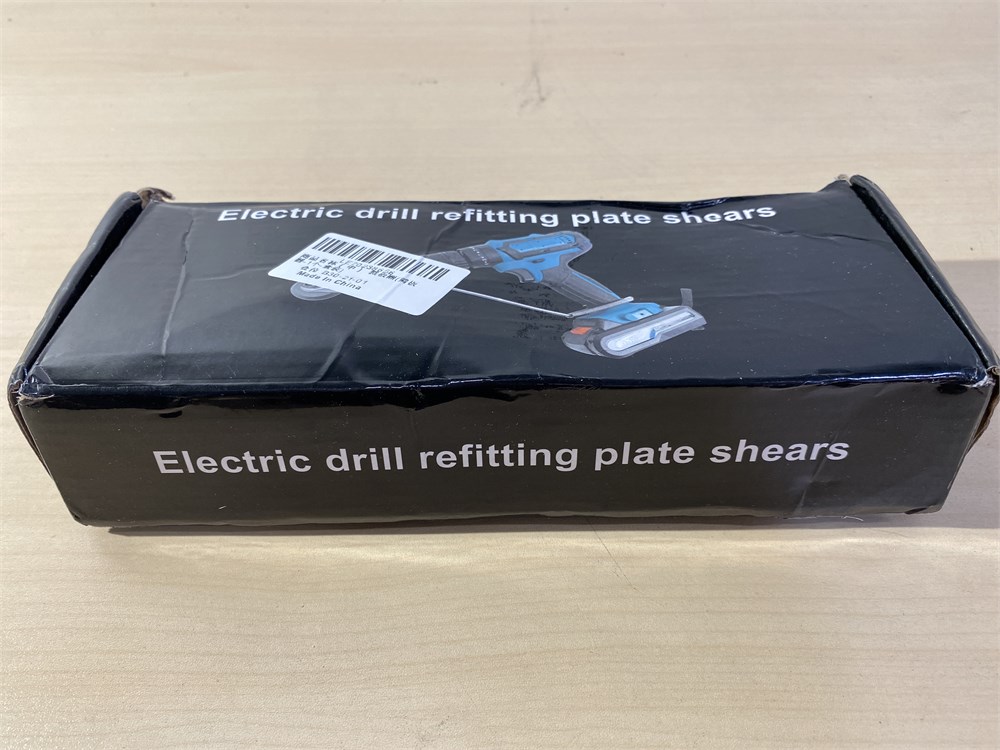 Electric drill refitting plate shears
Made In China
Electric drill refitting plate shears